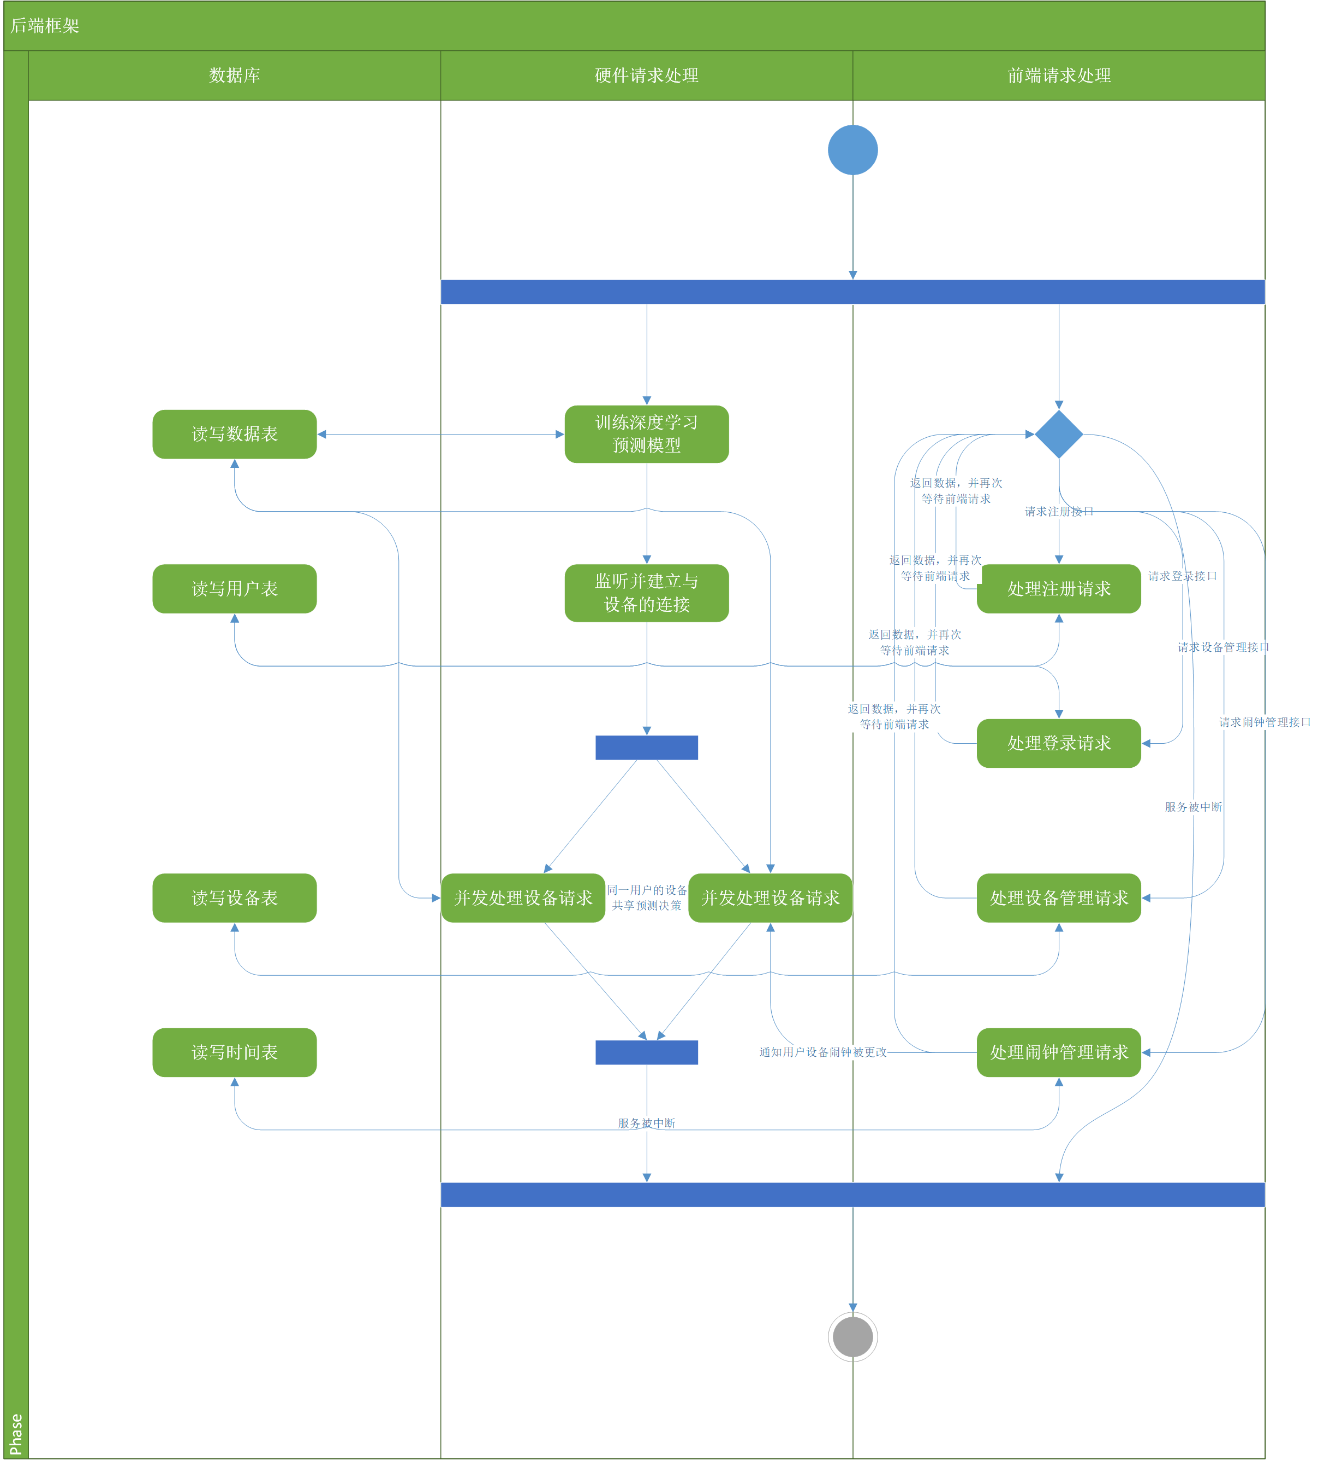 后端框架
数据库
硬件请求处理
前端请求处理
读写数据表
训练深度学习
预测模型
返回数据，并再次
等待前端请求
请求注册接口
读写用户表
监听并建立与
设备的连接
返回数据，并再次
等待前端请求
处理注册请求
请求登录接口
返回数据，并再次
等待前端请求
请求设备管理接口
返回数据，并再次
等待前端请求
处理登录请求
请求闹钟管理接口
服务被中断
读写设备表
并发处理设备请求
同一用户的设备
共享预测决策
并发处理设备请求
处理设备管理请求
读写时间表
通知用户设备闹钟被更改
处理闹钟管理请求
服务被中断
Phase